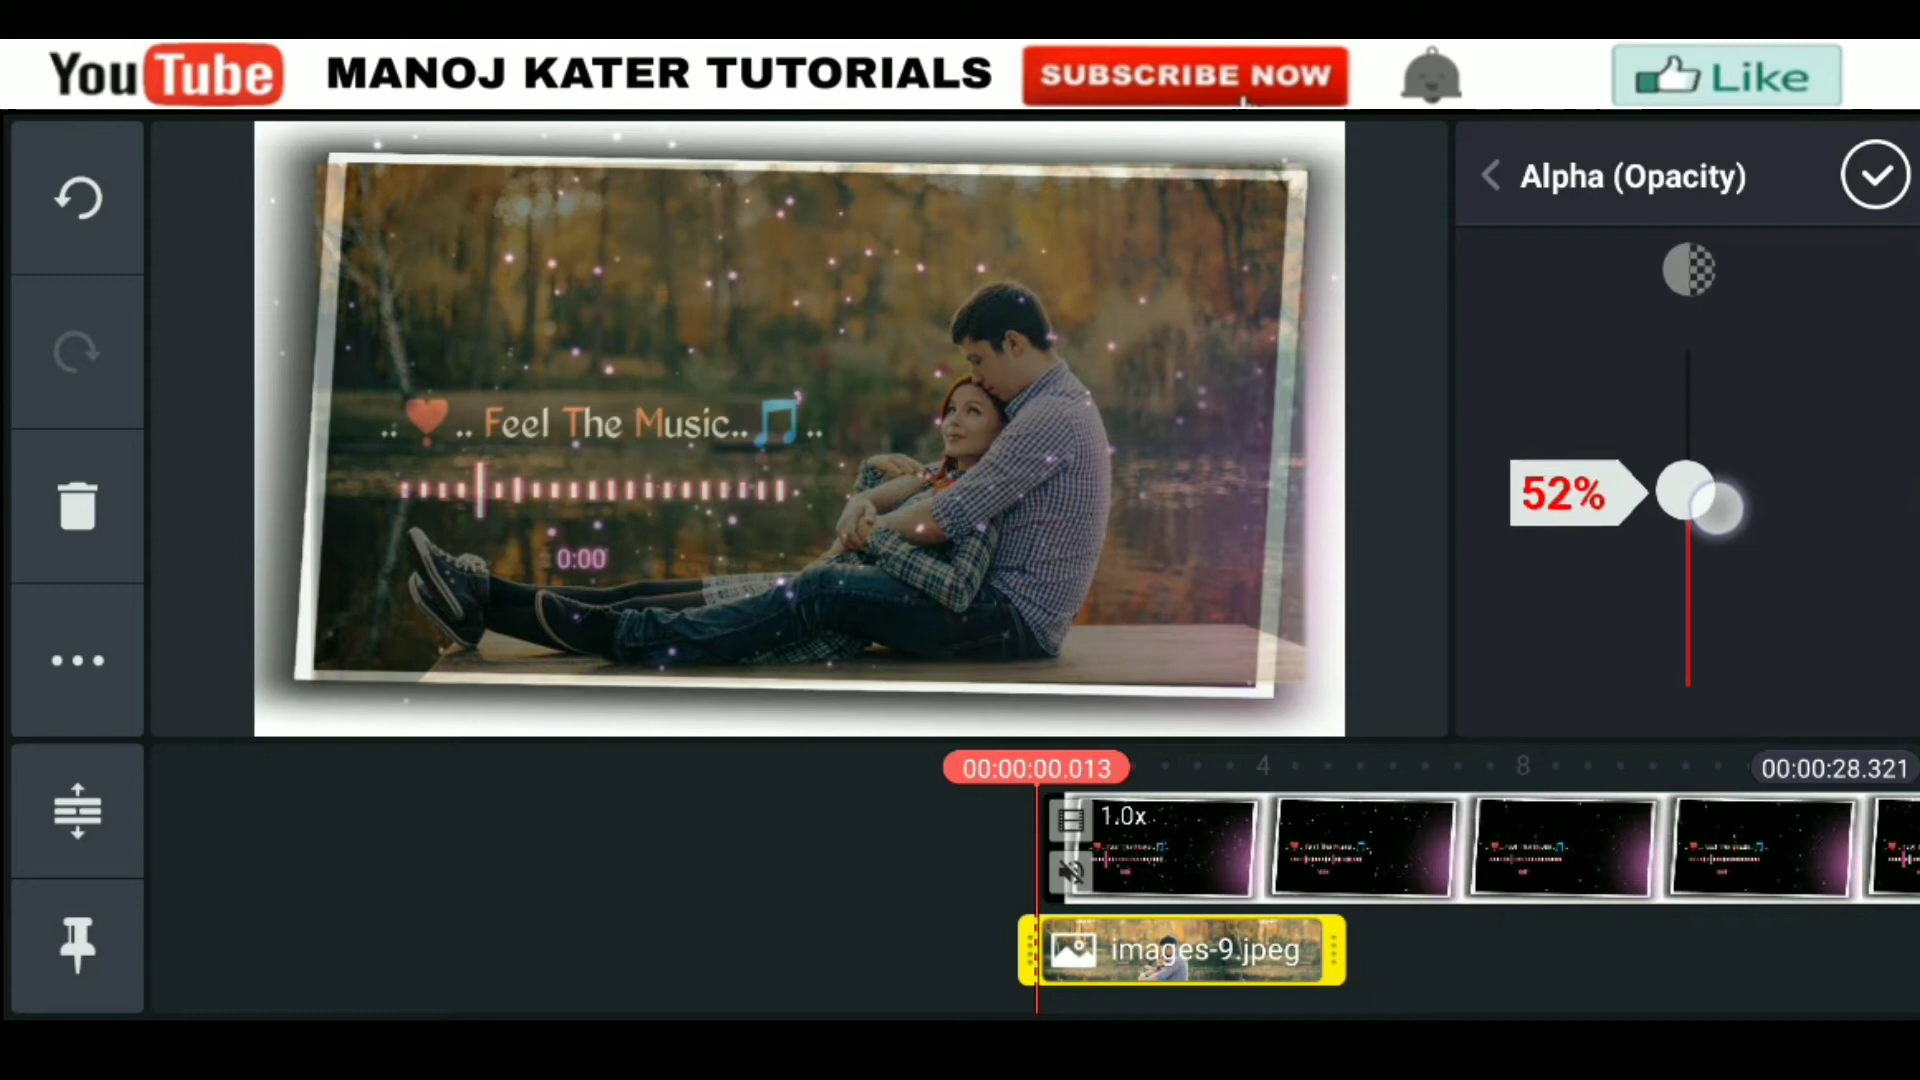 YouTube MANOJ KATER TUTORIALS SUBSCRIBE NOW Like
Alpha (Opacity)
.: ❤ .. Feel The Music..🎵..
52%
0:00
00:00:00.013 4 8 00:00:28.321
1.0x
images-9.jpeg